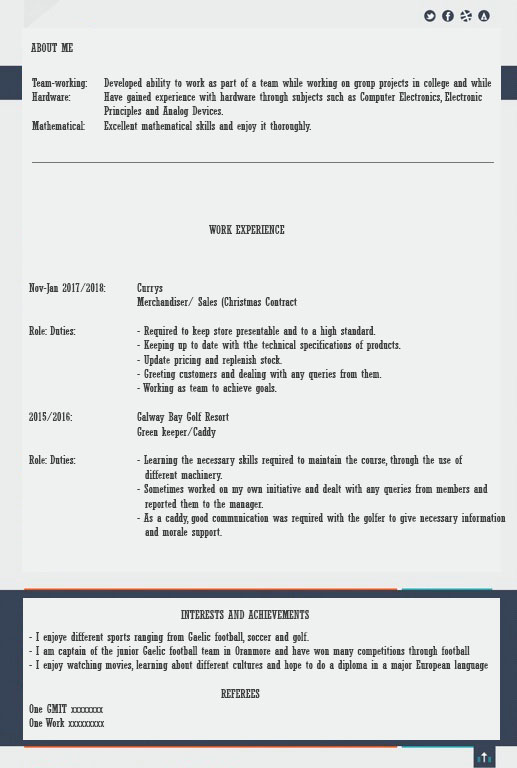 ABOUT ME
Team-working: Developed ability to work as part of a team while working on group projects in college and while
Hardware: Have gained experience with hardware through subjects such as Computer Electronics, Electronic
Principles and Analog Devices.
Mathematical: Excellent mathematical skills and enjoy it thoroughly.
WORK EXPERIENCE
Nov-Jan 2017/2018: Currys
Merchandiser/ Sales (Christmas Contract
Role: Duties: - Required to keep store presentable and to a high standard.
- Keeping up to date with tthe technical specifications of products.
- Update pricing and replenish stock.
- Greeting customers and dealing with any queries from them.
- Working as team to achieve goals.
2015/2016: Galway Bay Golf Resort
Green keeper/Caddy
Role: Duties: - Learning the necessary skills required to maintain the course, through the use of
different machinery.
- Sometimes worked on my own initiative and dealt with any queries from members and
reported them to the manager.
- As a caddy, good communication was required with the golfer to give necessary information
and morale support.
INTERESTS AND ACHIEVEMENTS
- I enjoye different sports ranging from Gaelic football, soccer and golf.
- I am captain of the junior Gaelic football team in Oranmore and have won many competitions through football
- I enjoy watching movies, learning about different cultures and hope to do a diploma in a major European language
REFEREES
One GMIT xxxxxxxx
One Work xxxxxxxxx